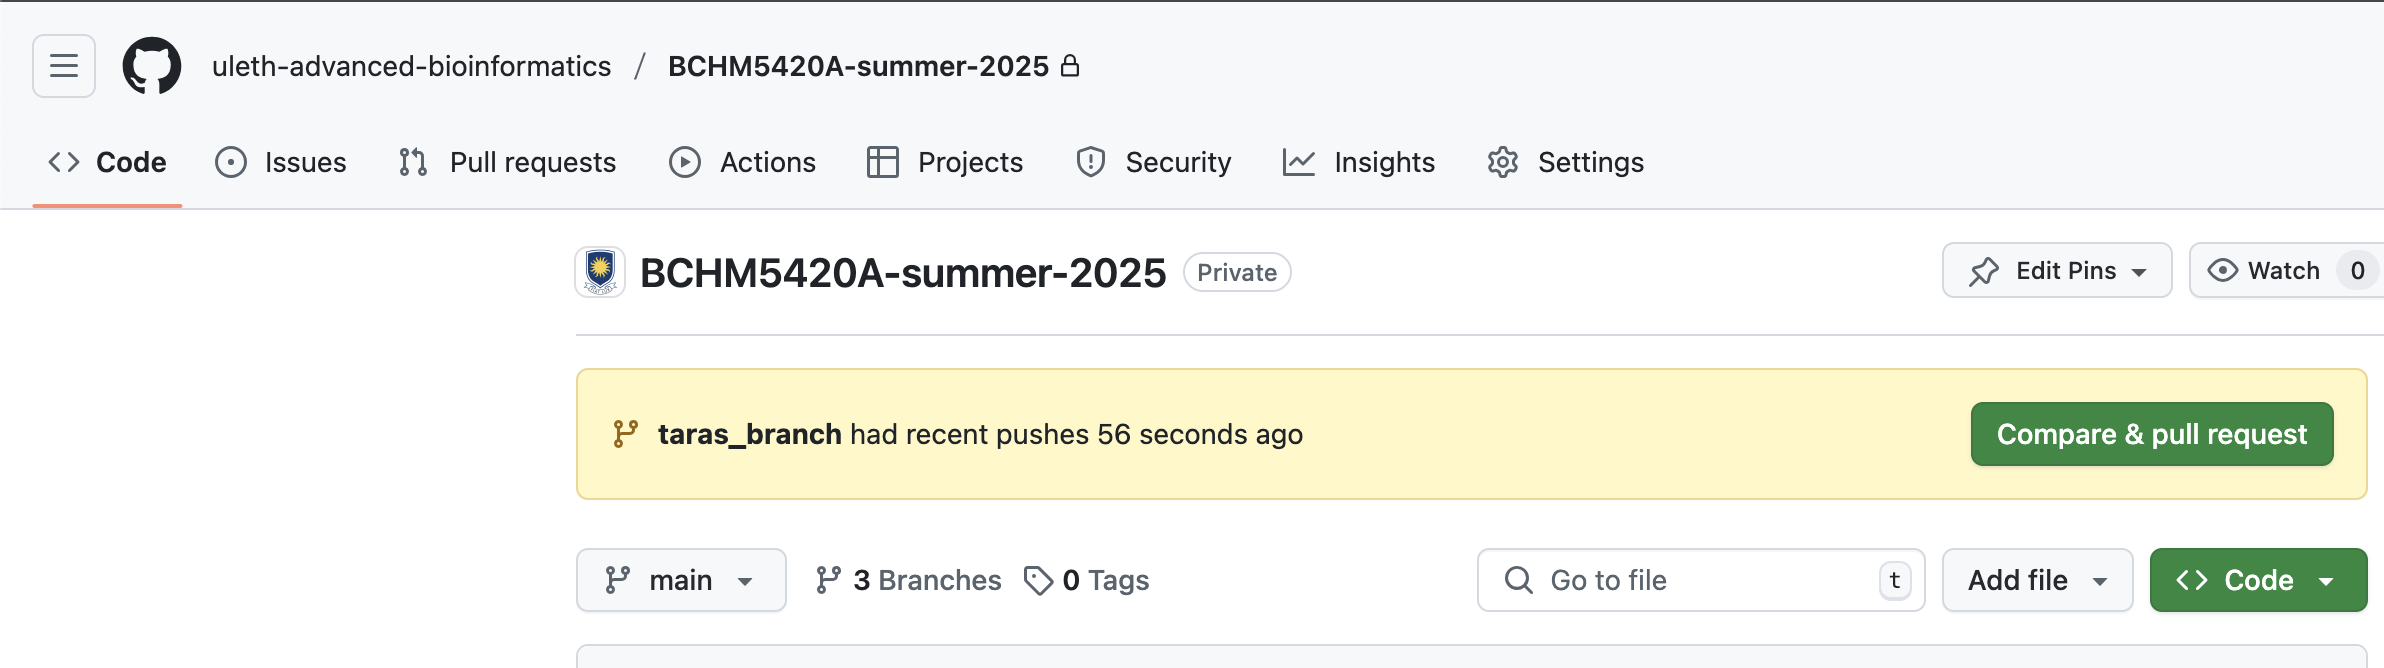 uleth-advanced-bioinformatics / BCHM5420A-summer-2025
Code Issues Pull requests Actions Projects Security Insights Settings
BCHM5420A-summer-2025 Private Edit Pins Watch 0
taras_branch had recent pushes 56 seconds ago Compare & pull request
main 3 Branches 0 Tags Go to file t Add file Code